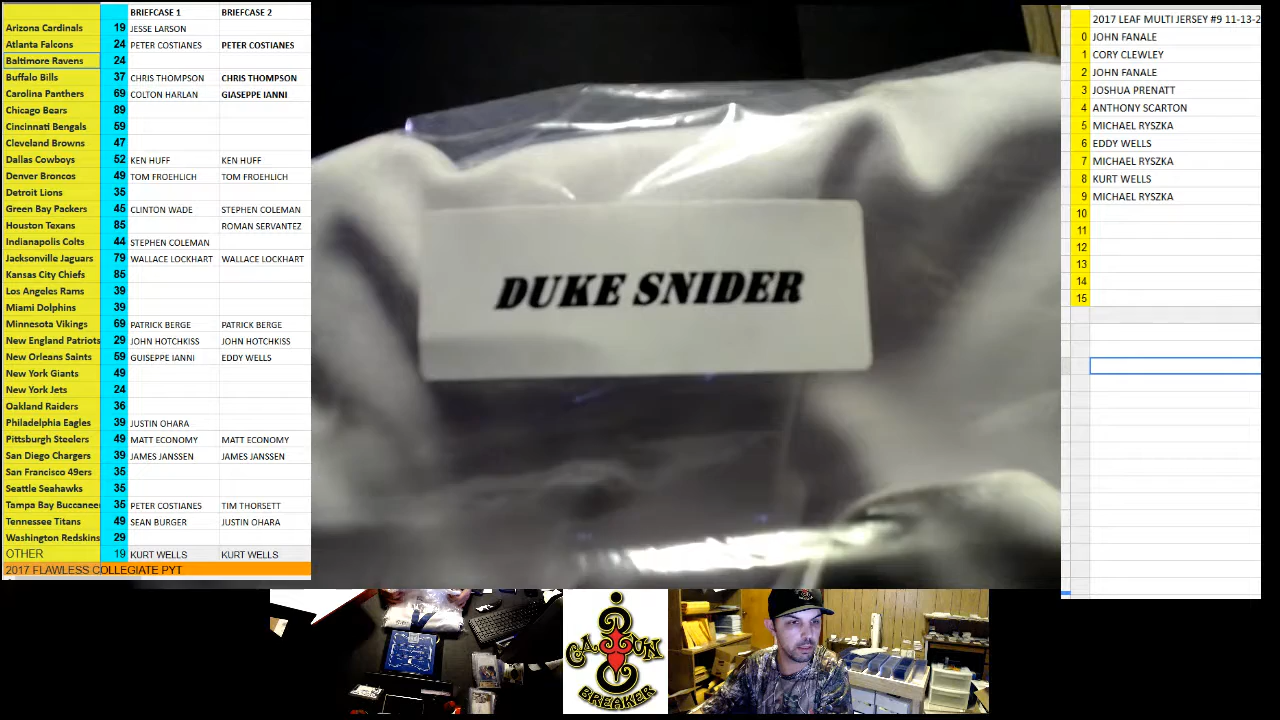 BRIEFCASE 1 BRIEFCASE 2
Arizona Cardinals 19 JESSE LARSON
Atlanta Falcons 24 PETER COSTIANES PETER COSTIANES
Baltimore Ravens 24
Buffalo Bills 37 CHRIS THOMPSON CHRIS THOMPSON
Carolina Panthers 69 COLTON HARLAN GIASEPPE IANNI
Chicago Bears 89
Cincinnati Bengals 59
Cleveland Browns 47
Dallas Cowboys 52 KEN HUFF KEN HUFF
Denver Broncos 49 TOM FROEHLICH TOM FROEHLICH
Detroit Lions 35
Green Bay Packers 45 CLINTON WADE STEPHEN COLEMAN
Houston Texans 85 ROMAN SERVANTEZ
Indianapolis Colts 44 STEPHEN COLEMAN
Jacksonville Jaguars 79 WALLACE LOCKHART WALLACE LOCKHART
Kansas City Chiefs 85
Los Angeles Rams 39
Miami Dolphins 39
Minnesota Vikings 69 PATRICK BERGE PATRICK BERGE
New England Patriots 29 JOHN HOTCHKISS JOHN HOTCHKISS
New Orleans Saints 59 GUISEPPE IANNI EDDY WELLS
New York Giants 49
New York Jets 24
Oakland Raiders 36
Philadelphia Eagles 39 JUSTIN OHARA
Pittsburgh Steelers 49 MATT ECONOMY MATT ECONOMY
San Diego Chargers 39 JAMES JANSSEN JAMES JANSSEN
San Francisco 49ers 35
Seattle Seahawks 35
Tampa Bay Buccanee 35 PETER COSTIANES TIM THORSETT
Tennessee Titans 49 SEAN BURGER JUSTIN OHARA
Washington Redskins 29
OTHER 19 KURT WELLS KURT WELLS
2017 FLAWLESS COLLEGIATE PYT
DUKE SNIDER
2017 LEAF MULTI JERSEY #9 11-13-2
0 JOHN FANALE
1 CORY CLEWLEY
2 JOHN FANALE
3 JOSHUA PRENATT
4 ANTHONY SCARTON
5 MICHAEL RYSZKA
6 EDDY WELLS
7 MICHAEL RYSZKA
8 KURT WELLS
9 MICHAEL RYSZKA
10
11
12
13
14
15
CAJUN
BREAKER